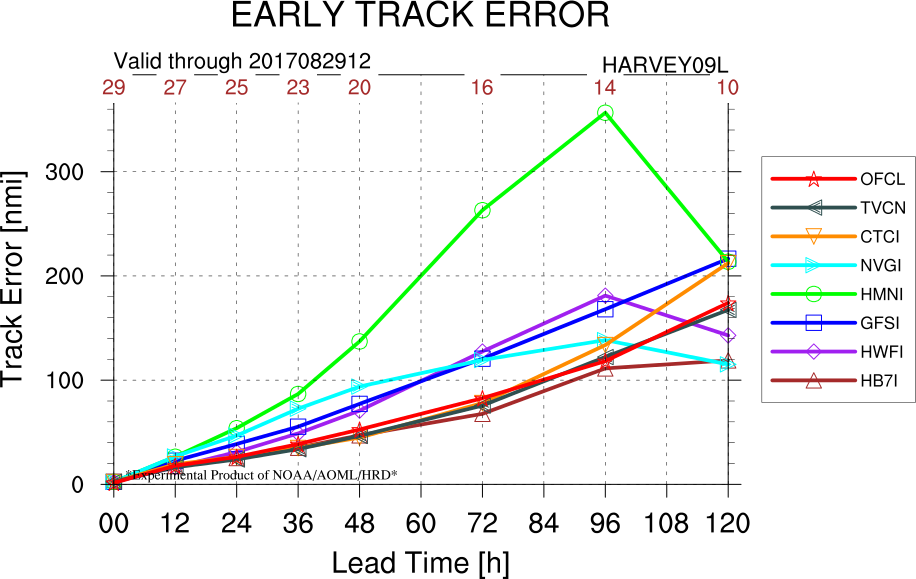 EARLY TRACK ERROR
Valid through 2017082912
HARVEY09L
29 27 25 23 20 16 14 10
Track Error [nmi]
300
200
100
0
*Experimental Product of NOAA/AOML/HRD*
00 12 24 36 48 60 72 84 96 108 120
Lead Time [h]
OFCL
TVCN
CTCI
NVGI
HMNI
GFSI
HWFI
HB7I